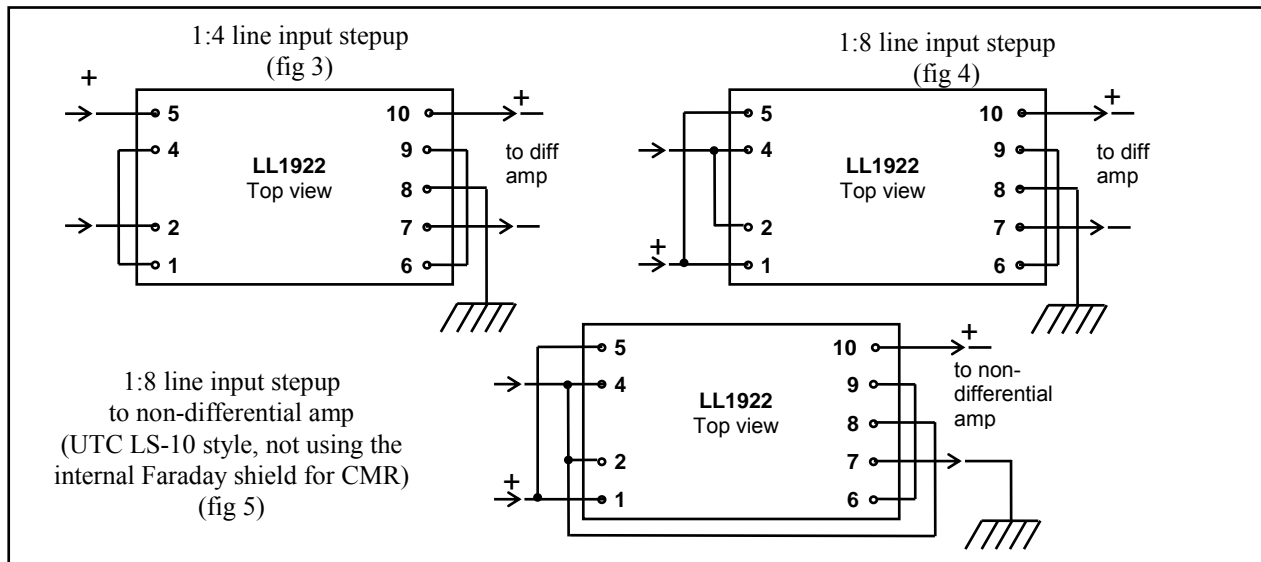 1:4 line input stepup
(fig 3)
+
5
4
2
1
LL1922
Top view
10
9
8
7
6
+
–
to diff
amp
–
1:8 line input stepup
(fig 4)
5
4
2
1
+
LL1922
Top view
10
9
8
7
6
+
–
to diff
amp
–
1:8 line input stepup
to non-differential amp
(UTC LS-10 style, not using the
internal Faraday shield for CMR)
(fig 5)
5
4
2
1
+
LL1922
Top view
10
9
8
7
6
+
–
to non-
differential
amp